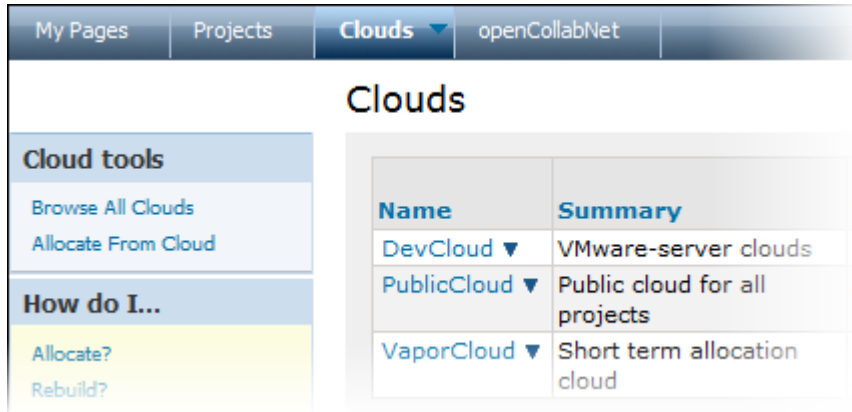 My Pages Projects Clouds openCollabNet
Clouds
Cloud tools
Browse All Clouds
Allocate From Cloud
How do I...
Allocate?
Rebuild?
Name Summary
DevCloud VMware-server clouds
PublicCloud Public cloud for all
projects
VaporCloud Short term allocation
cloud